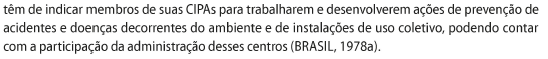 têm de indicar membros de suas CIPAs para trabalharem e desenvolverem ações de prevenção de
acidentes e doenças decorrentes do ambiente e de instalações de uso coletivo, podendo contar
com a participação da administração desses centros (BRASIL, 1978a).